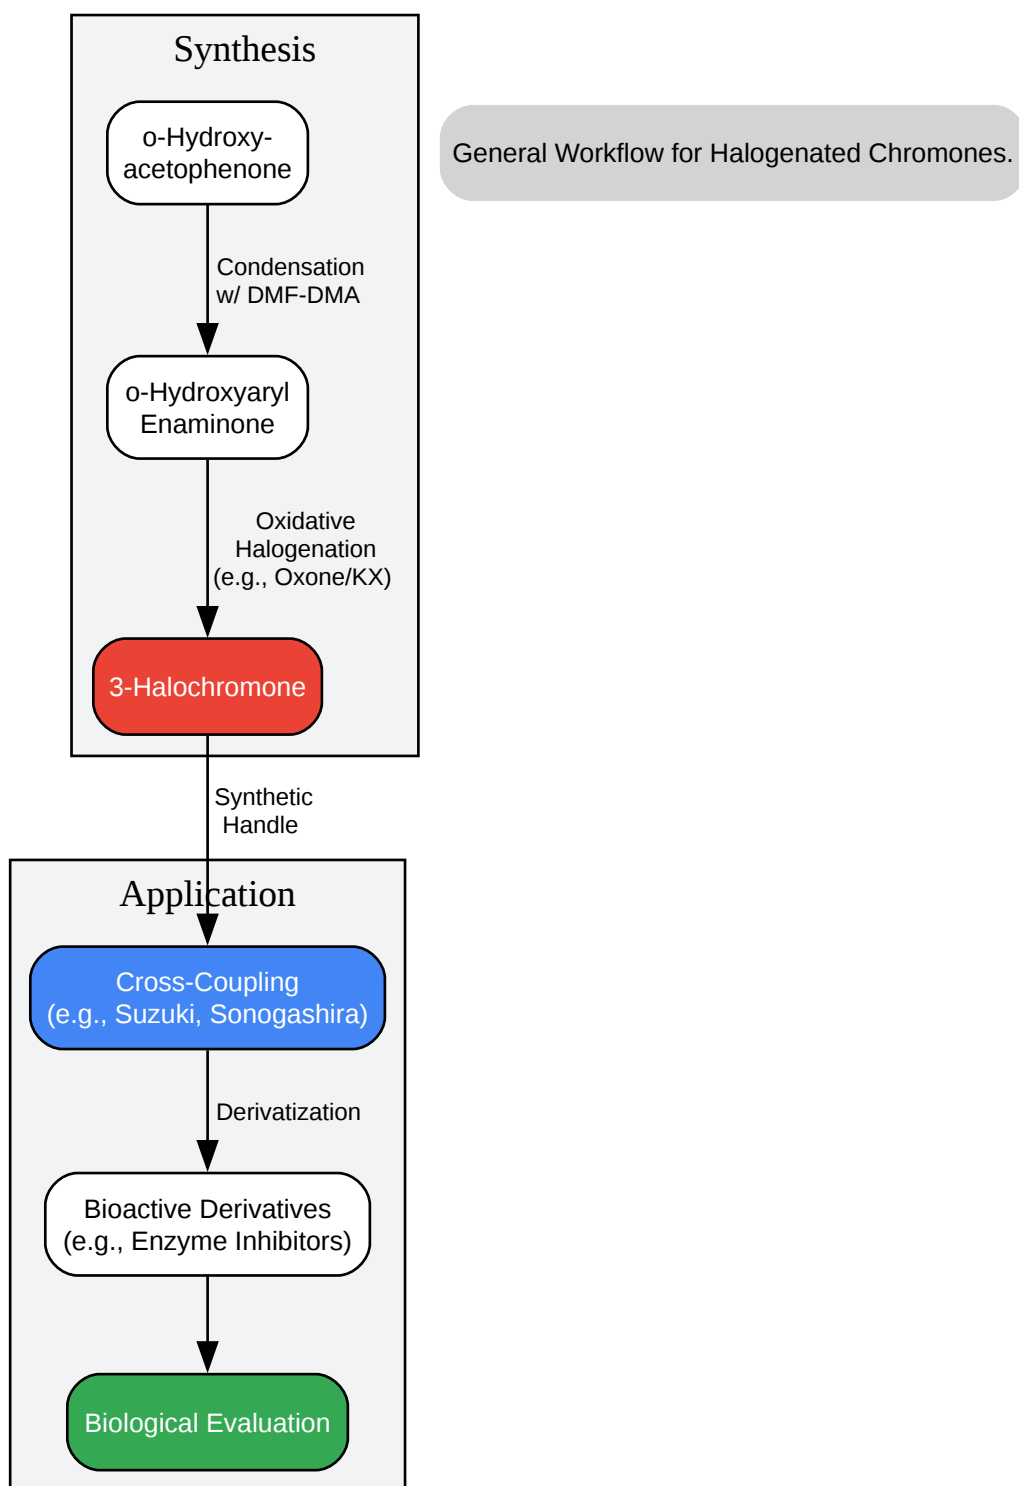 Synthesis
o-Hydroxy-
acetophenone
General Workflow for Halogenated Chromones.
Condensation
w/ DMF-DMA
o-Hydroxyaryl
Enaminone
Oxidative
Halogenation
(e.g., Oxone/KX)
3-Halochromone
Synthetic
Handle
Application
Cross-Coupling
(e.g., Suzuki, Sonogashira)
Derivatization
Bioactive Derivatives
(e.g., Enzyme Inhibitors)
Biological Evaluation